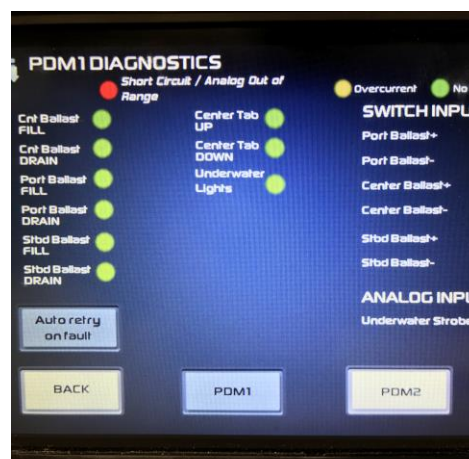 PDM1 DIAGNOSTICS
Short Circuit / Analog Out of
Range
Overcurrent
No
Cnt Ballast
FILL
Cnt Ballast
DRAIN
Port Ballast
FILL
Port Ballast
DRAIN
Stbd Ballast
FILL
Stbd Ballast
DRAIN
Center Tab
UP
Center Tab
DOWN
Underwater
Lights
SWITCH INPU
Port Ballast+
Port Ballast-
Center Ballast+
Center Ballast-
Stbd Ballast+
Stbd Ballast-
ANALOG INPU
Underwater Strobe
Auto retry
on fault
BACK
PDM1
PDM2